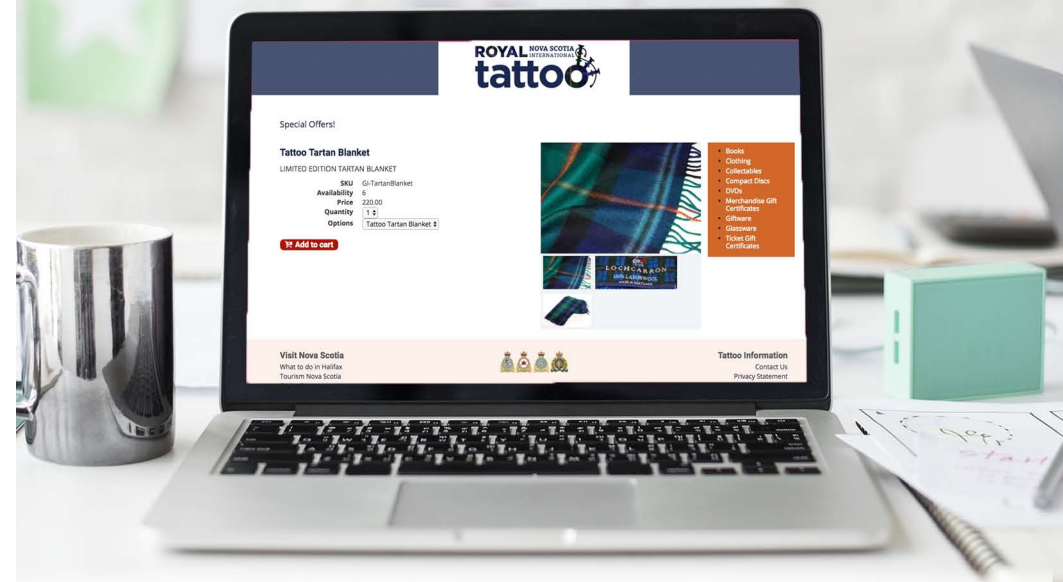 ROYAL NOVA SCOTIA
INTERNATIONAL
tattoo
Special Offers!
Tattoo Tartan Blanket
LIMITED EDITION TARTAN BLANKET
SKU GI-TartanBlanket
Availability 6
Price 220.00
Quantity 1
Options Tattoo Tartan Blanket
Add to cart
LOCHCARRON
100% LAMBSWOOL
Books
Clothing
Collectables
Compact Discs
DVDs
Merchandise Gift
Certificates
Giftware
Glassware
Ticket Gift
Certificates
Visit Nova Scotia
What to do in Halifax
Tourism Nova Scotia
Tattoo Information
Contact Us
Privacy Statement
start